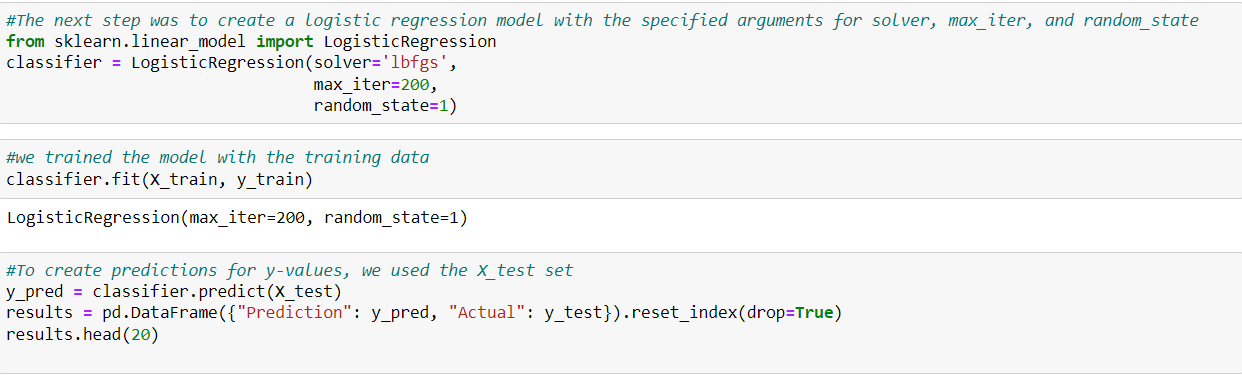 #The next step was to create a logistic regression model with the specified arguments for solver, max_iter, and random_state
from sklearn.linear_model import LogisticRegression
classifier = LogisticRegression(solver='lbfgs',
                                max_iter=200,
                                random_state=1)
#we trained the model with the training data
classifier.fit(X_train, y_train)
LogisticRegression(max_iter=200, random_state=1)
#To create predictions for y-values, we used the X_test set
y_pred = classifier.predict(X_test)
results = pd.DataFrame({"Prediction": y_pred, "Actual": y_test}).reset_index(drop=True)
results.head(20)